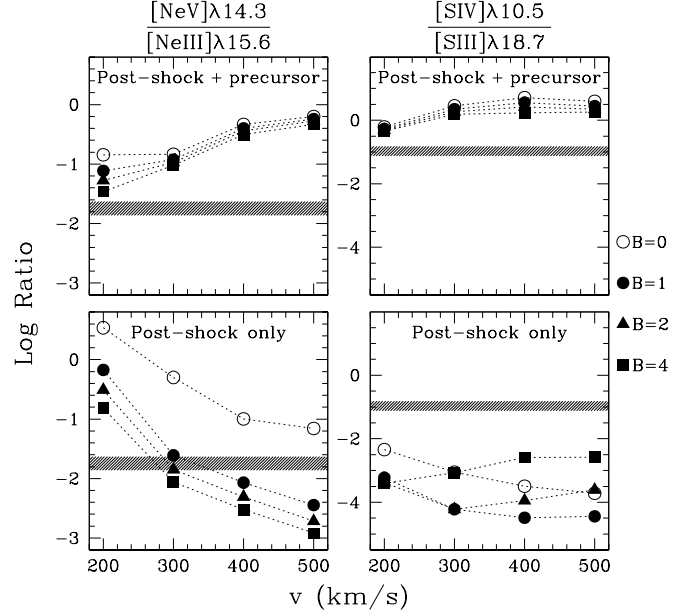 [NeV]λ14.3
[NeIII]λ15.6
[SIV]λ10.5
[SIII]λ18.7
Post-shock + precursor
Post-shock + precursor
0
-1
-2
-3
0
-2
-4
Log Ratio
B=0
B=1
B=2
B=4
Post-shock only
Post-shock only
0
-1
-2
-3
0
-2
-4
200 300 400 500
200 300 400 500
v (km/s)
v (km/s)